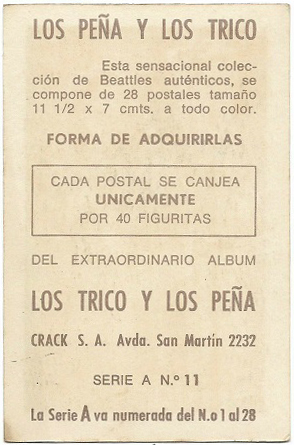 LOS PEÑA Y LOS TRICO
Esta sensacional colec-
ción de Beattles auténticos, se
compone de 28 postales tamaño
11 1/2 x 7 cmts. a todo color.
FORMA DE ADQUIRIRLAS
CADA POSTAL SE CANJEA
UNICAMENTE
POR 40 FIGURITAS
DEL EXTRAORDINARIO ALBUM
LOS TRICO Y LOS PEÑA
CRACK S. A. Avda. San Martín 2232
SERIE A N.º 11
La Serie A va numerada del N.o 1 al 28